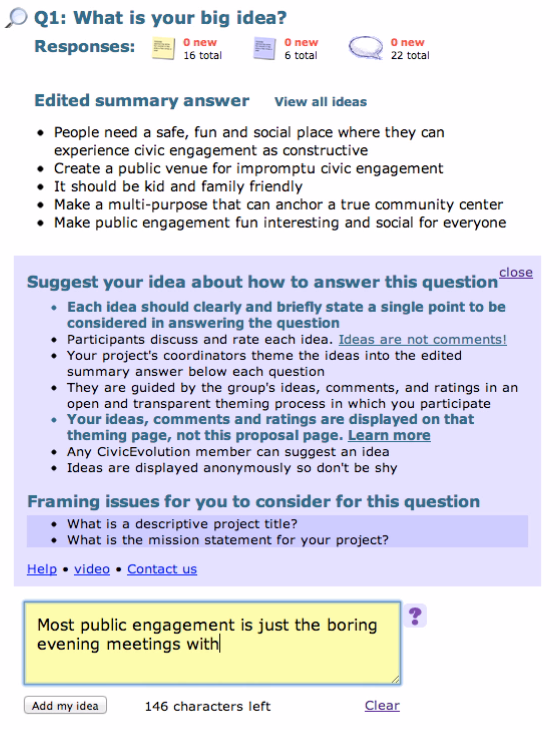 Q1: What is your big idea?
Responses:
0 new
16 total
0 new
6 total
0 new
22 total
Edited summary answer View all ideas
• People need a safe, fun and social place where they can
experience civic engagement as constructive
• Create a public venue for impromptu civic engagement
• It should be kid and family friendly
• Make a multi-purpose that can anchor a true community center
• Make public engagement fun interesting and social for everyone
close
Suggest your idea about how to answer this question
• Each idea should clearly and briefly state a single point to be
considered in answering the question
• Participants discuss and rate each idea. Ideas are not comments!
• Your project's coordinators theme the ideas into the edited
summary answer below each question
• They are guided by the group's ideas, comments, and ratings in an
open and transparent theming process in which you participate
• Your ideas, comments and ratings are displayed on that
theming page, not this proposal page. Learn more
• Any CivicEvolution member can suggest an idea
• Ideas are displayed anonymously so don't be shy
Framing issues for you to consider for this question
• What is a descriptive project title?
• What is the mission statement for your project?
Help • video • Contact us
Most public engagement is just the boring
evening meetings with
?
Add my idea 146 characters left Clear